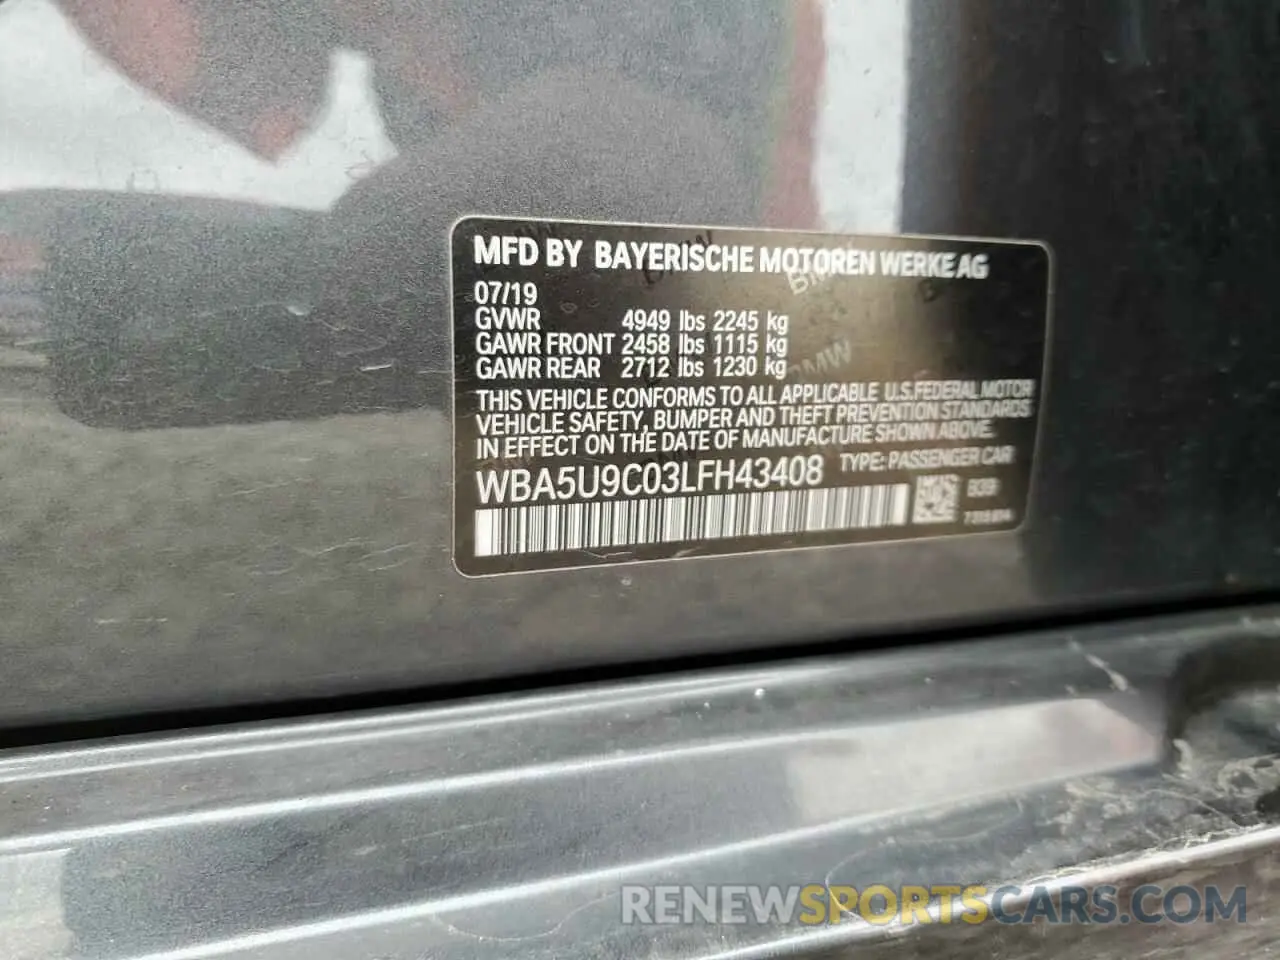 MFD BY BAYERISCHE MOTOREN WERKE AG
07/19
GVWR 4949 lbs 2245 kg
GAWR FRONT 2458 lbs 1115 kg
GAWR REAR 2712 lbs 1230 kg
THIS VEHICLE CONFORMS TO ALL APPLICABLE U.S.FEDERAL MOTOR
VEHICLE SAFETY, BUMPER AND THEFT PREVENTION STANDARDS
IN EFFECT ON THE DATE OF MANUFACTURE SHOWN ABOVE.
WBA5U9C03LFH43408 TYPE: PASSENGER CAR
RENEWSPORTSCARS.COM